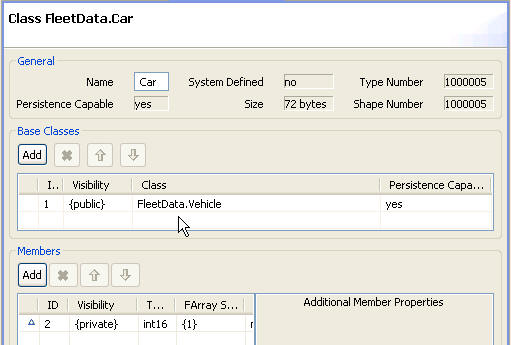 Class FleetData.Car
General
Name Car System Defined no Type Number 1000005
Persistence Capable yes Size 72 bytes Shape Number 1000005
Base Classes
Add
I.. Visibility Class Persistence Capa...
1 {public} FleetData.Vehicle yes
Members
Add
ID Visibility T... FArray S... Additional Member Properties
2 {private} int16 {1}